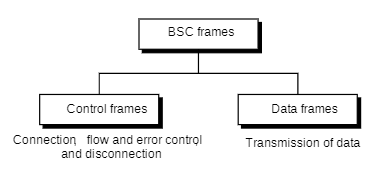 BSC frames
Control frames
Data frames
Connection, flow and error control,
and disconnection
Transmission of data